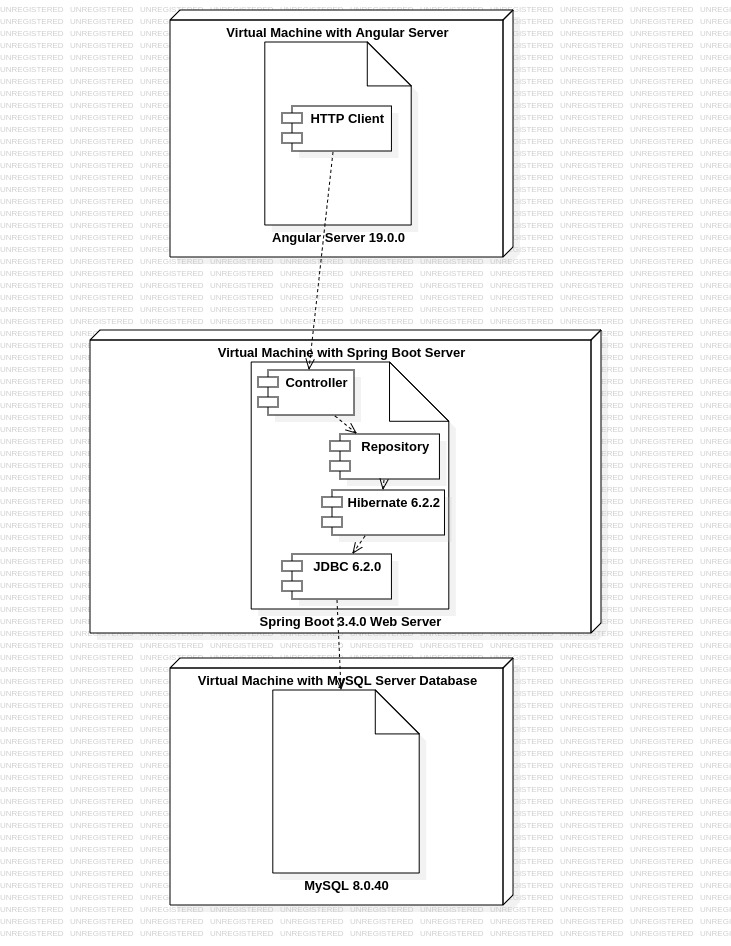 Virtual Machine with Angular Server
HTTP Client
Angular Server 19.0.0
Virtual Machine with Spring Boot Server
Controller
Repository
Hibernate 6.2.2
JDBC 6.2.0
Spring Boot 3.4.0 Web Server
Virtual Machine with MySQL Server Database
MySQL 8.0.40
UNREGISTERED